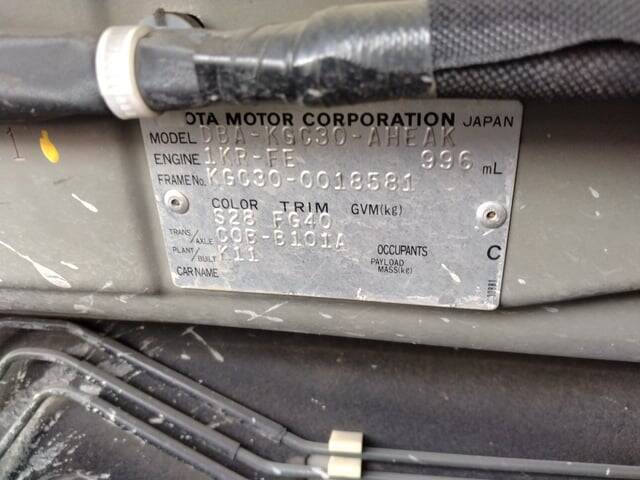 OTA MOTOR CORPORATION JAPAN
MODEL DBA-KGC30-AHEAK
ENGINE 1KR-FE 996 mL
FRAME No. KGC30-0018581
COLOR TRIM GVM(kg)
S28 FG40
TRANS/AXLE C0B-B101A
PLANT/BUILT K11 OCCUPANTS C
CAR NAME PAYLOAD MASS(kg)
1